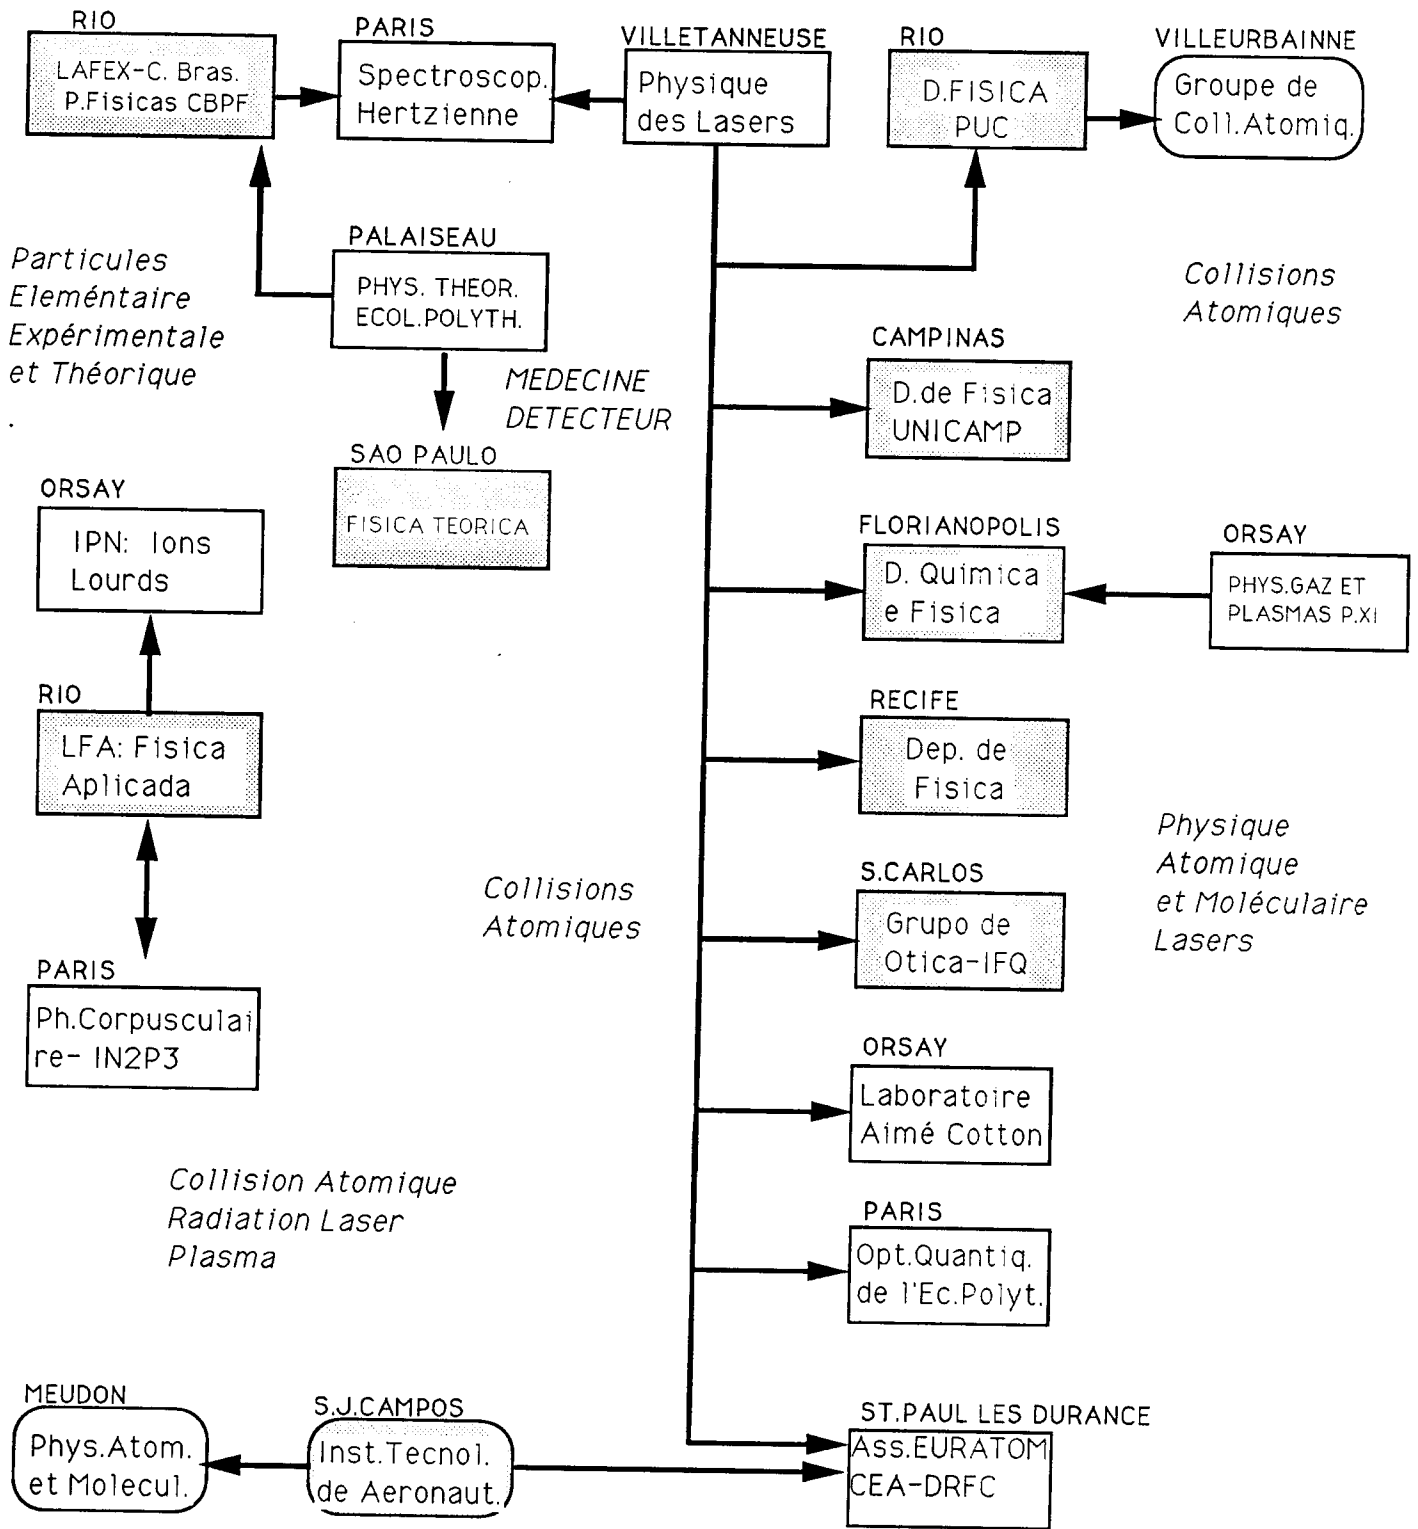 RIO
LAFEX-C. Bras.
P.Fisicas CBPF
PARIS
Spectroscop.
Hertzienne
VILLETANNEUSE
Physique
des Lasers
RIO
D.FISICA
PUC
VILLEURBAINNE
Groupe de
Coll.Atomiq.
Particules
Eleméntaire
Expérimentale
et Théorique
PALAISEAU
PHYS. THEOR.
ECOL.POLYTH.
Collisions
Atomiques
MEDECINE
DETECTEUR
CAMPINAS
D.de Fisica
UNICAMP
SAO PAULO
FISICA TEORICA
ORSAY
IPN: Ions
Lourds
FLORIANOPOLIS
D. Quimica
e Fisica
ORSAY
PHYS.GAZ ET
PLASMAS P.XI
RIO
LFA: Fisica
Aplicada
RECIFE
Dep. de
Fisica
Physique
Atomique
et Moléculaire
Lasers
Collisions
Atomiques
S.CARLOS
Grupo de
Otica-IFQ
PARIS
Ph.Corpusculai
re- IN2P3
ORSAY
Laboratoire
Aimé Cotton
Collision Atomique
Radiation Laser
Plasma
PARIS
Opt.Quantiq.
de l'Ec.Polyt.
MEUDON
Phys.Atom.
et Molecul.
S.J.CAMPOS
Inst.Tecnol.
de Aeronaut.
ST.PAUL LES DURANCE
Ass.EURATOM
CEA-DRFC